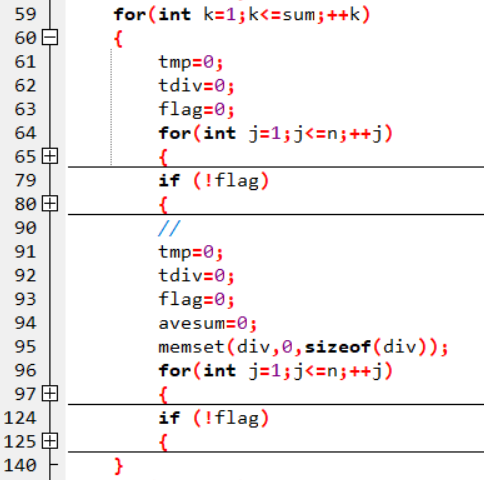 59 for(int k=1;k<=sum;++k)
60 {
61 tmp=0;
62 tdiv=0;
63 flag=0;
64 for(int j=1;j<=n;++j)
65 {
79 if (!flag)
80 {
90 //
91 tmp=0;
92 tdiv=0;
93 flag=0;
94 avesum=0;
95 memset(div,0,sizeof(div));
96 for(int j=1;j<=n;++j)
97 {
124 if (!flag)
125 {
140 }